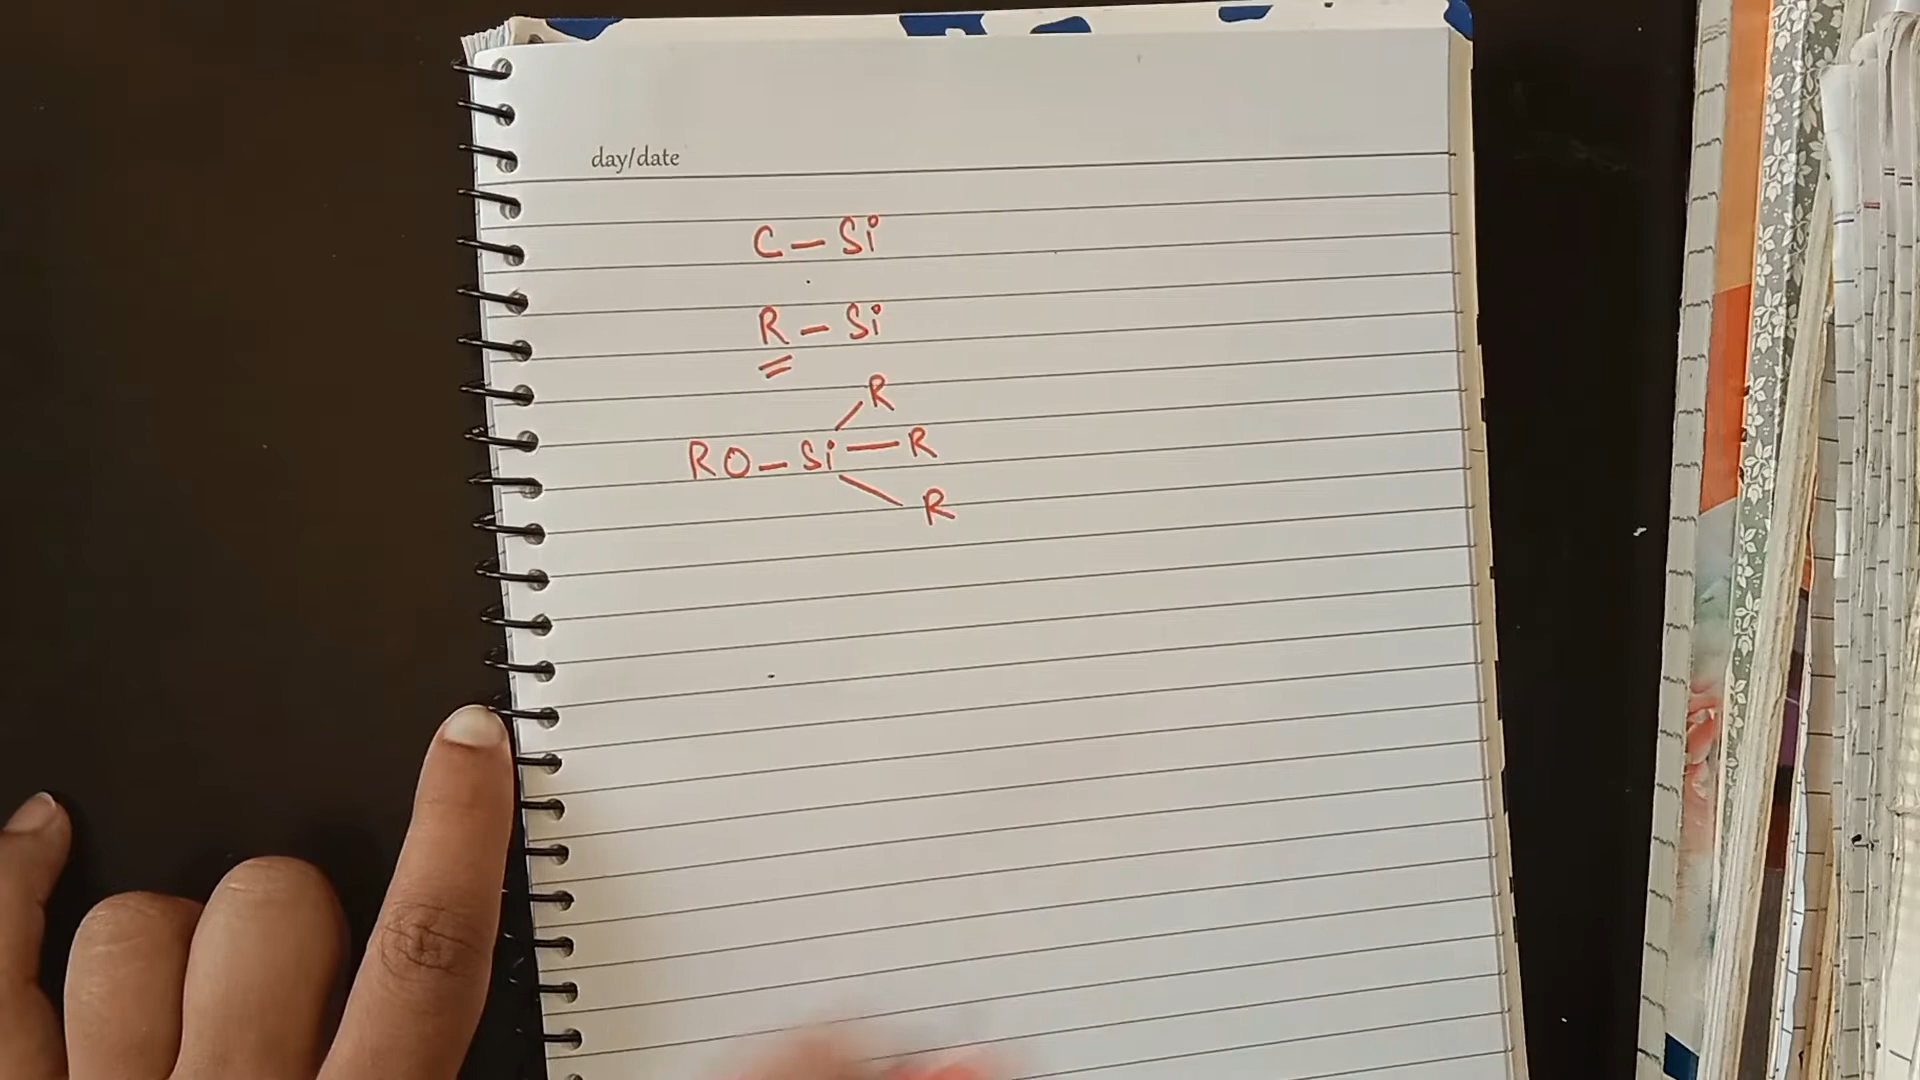 day/date
C - Si
R - Si
R
RO - Si - R
R